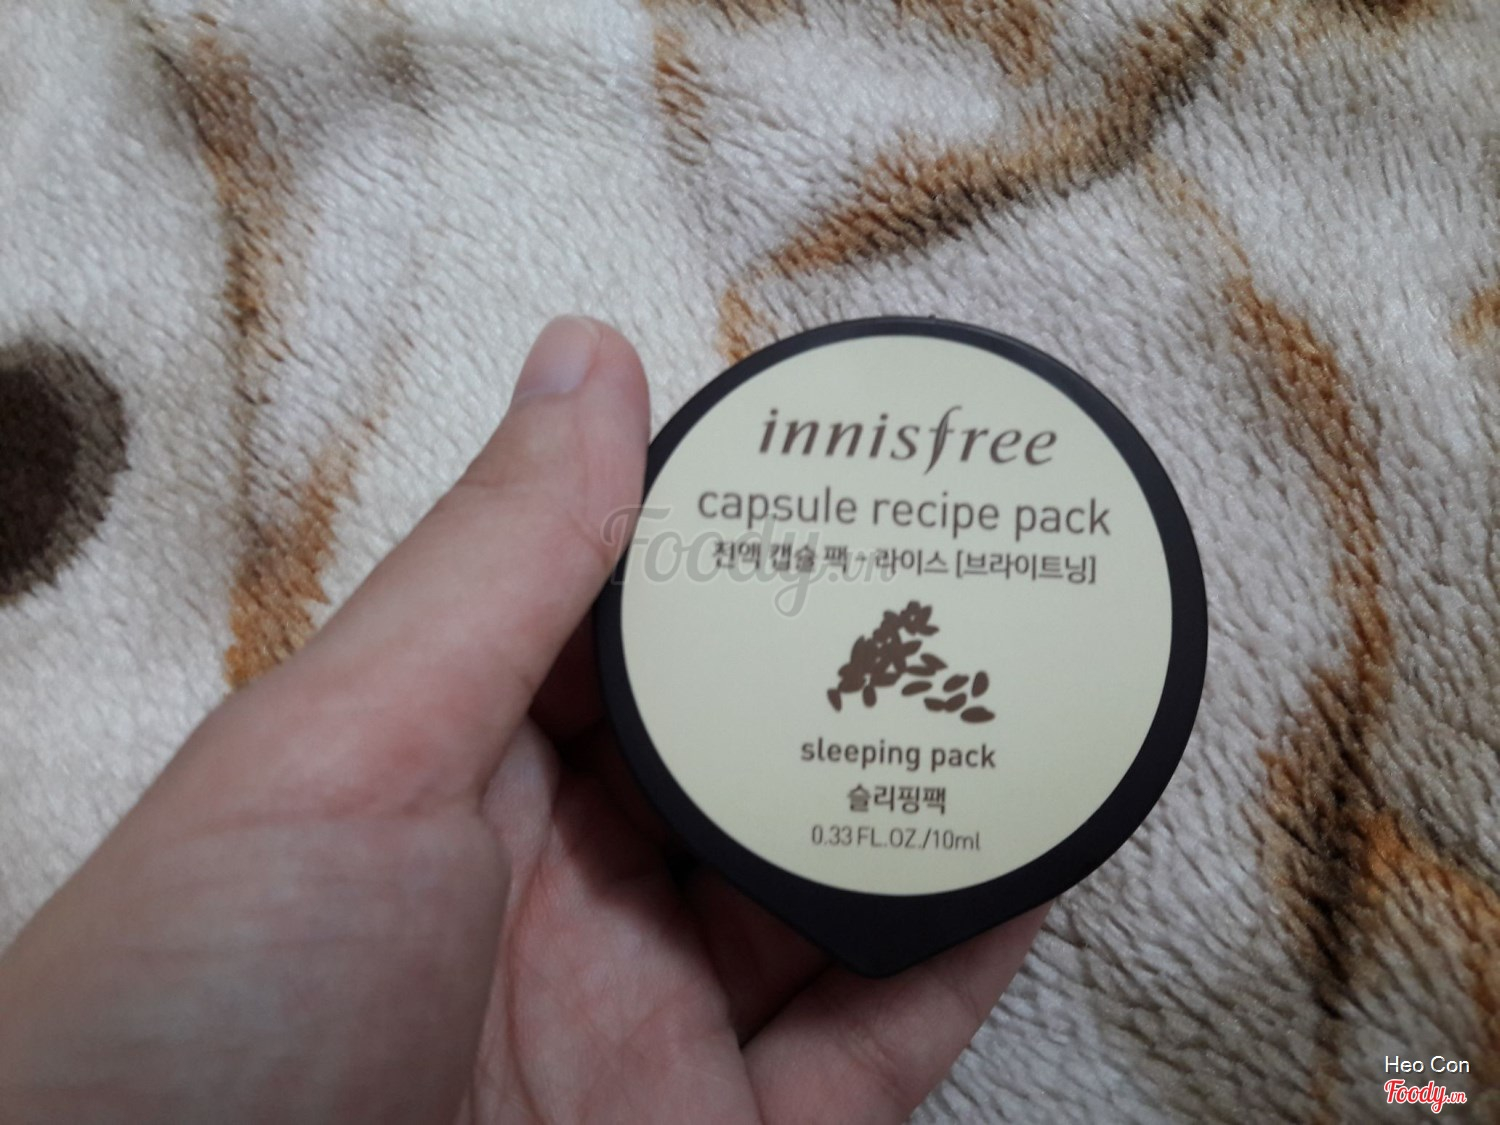 innisfree
capsule recipe pack
진액 캡슐 팩 - 라이스 [브라이트닝]
Foody.vn
sleeping pack
슬리핑팩
0.33 FL.OZ./10ml
Heo Con
Foody.vn